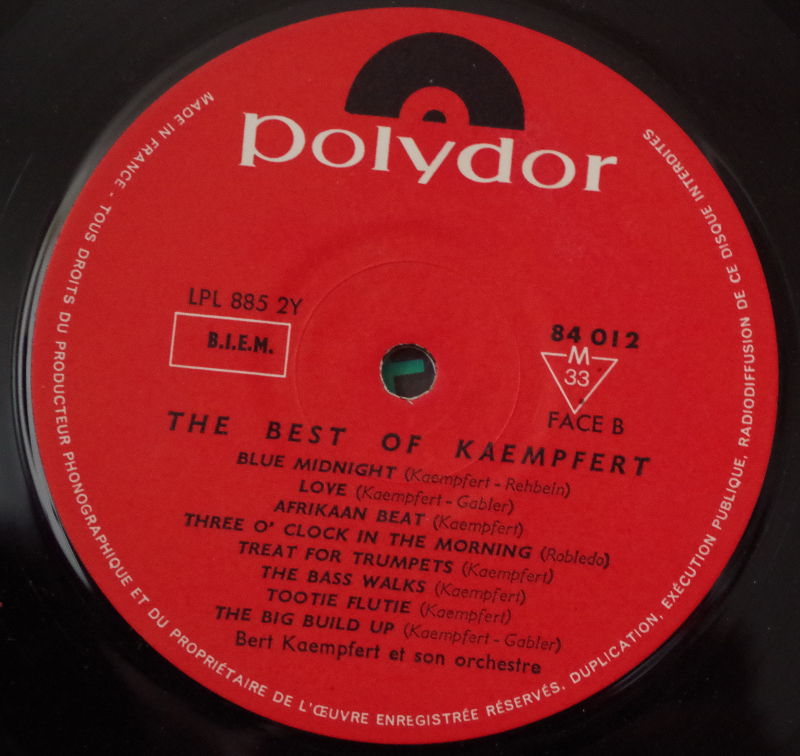 polydor
MADE IN FRANCE - TOUS DROITS DU PRODUCTEUR PHONOGRAPHIQUE ET DU PROPRIÉTAIRE DE L'ŒUVRE ENREGISTRÉE RÉSERVÉS. DUPLICATION, EXÉCUTION PUBLIQUE, RADIODIFFUSION DE CE DISQUE INTERDITES
LPL 885 2Y
B.I.E.M.
84 012
M
33
FACE B
THE BEST OF KAEMPFERT
BLUE MIDNIGHT (Kaempfert - Rehbein)
LOVE (Kaempfert - Gabler)
AFRIKAAN BEAT (Kaempfert)
THREE O' CLOCK IN THE MORNING (Robledo)
TREAT FOR TRUMPETS (Kaempfert)
THE BASS WALKS (Kaempfert)
TOOTIE FLUTIE (Kaempfert)
THE BIG BUILD UP (Kaempfert - Gabler)
Bert Kaempfert et son orchestre